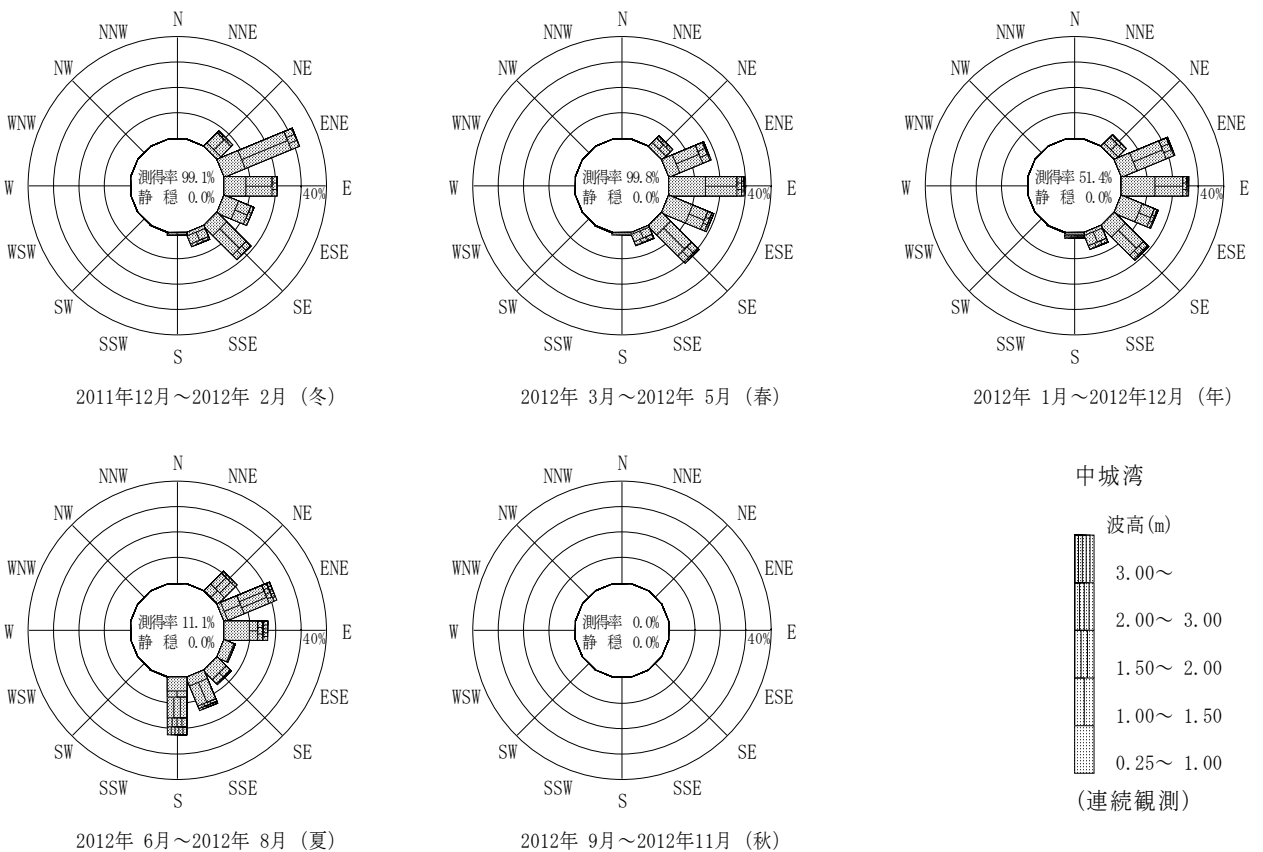 N
NNW NNE
NW NE
WNW ENE
測得率 99.1%
W 静 穏 0.0% 40% E
WSW ESE
SW SE
SSW SSE
S
2011年12月～2012年 2月 (冬)
N
NNW NNE
NW NE
WNW ENE
測得率 99.8%
W 静 穏 0.0% 40% E
WSW ESE
SW SE
SSW SSE
S
2012年 3月～2012年 5月 (春)
N
NNW NNE
NW NE
WNW ENE
測得率 51.4%
W 静 穏 0.0% 40% E
WSW ESE
SW SE
SSW SSE
S
2012年 1月～2012年12月 (年)
N
NNW NNE
NW NE
WNW ENE
測得率 11.1%
W 静 穏 0.0% 40% E
WSW ESE
SW SE
SSW SSE
S
2012年 6月～2012年 8月 (夏)
N
NNW NNE
NW NE
WNW ENE
測得率 0.0%
W 静 穏 0.0% 40% E
WSW ESE
SW SE
SSW SSE
S
2012年 9月～2012年11月 (秋)
中城湾
波高(m)
3.00～
2.00～ 3.00
1.50～ 2.00
1.00～ 1.50
0.25～ 1.00
(連続観測)